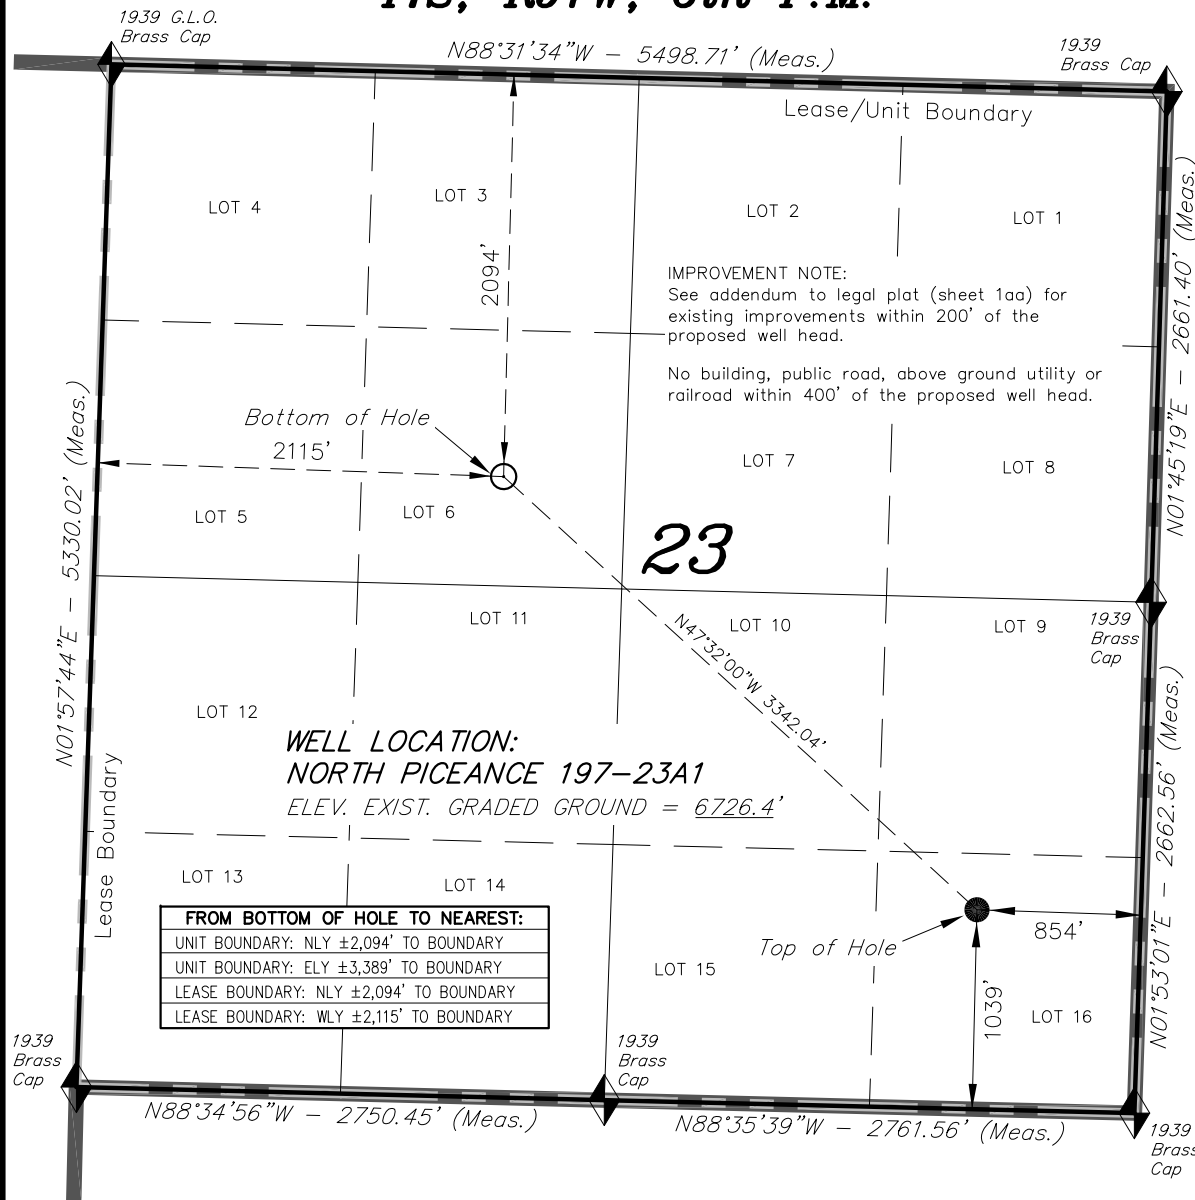 1939 G.L.O.
Brass Cap
N88°31'34"W – 5498.71' (Meas.)
1939
Brass Cap
Lease/Unit Boundary
LOT 4
LOT 3
LOT 2
LOT 1
2094'
N01°45'19"E – 2661.40' (Meas.)
IMPROVEMENT NOTE:
See addendum to legal plat (sheet 1aa) for
existing improvements within 200' of the
proposed well head.
No building, public road, above ground utility or
railroad within 400' of the proposed well head.
N01°57'44"E – 5330.02' (Meas.)
Bottom of Hole
2115'
LOT 7
LOT 8
LOT 5
LOT 6
23
LOT 11
LOT 10
LOT 9
1939
Brass
Cap
N47°32'00"W 3342.04'
LOT 12
WELL LOCATION:
NORTH PICEANCE 197–23A1
ELEV. EXIST. GRADED GROUND = 6726.4'
N01°53'01"E – 2662.56' (Meas.)
Lease Boundary
LOT 13
LOT 14
FROM BOTTOM OF HOLE TO NEAREST:
UNIT BOUNDARY: NLY ±2,094' TO BOUNDARY
UNIT BOUNDARY: ELY ±3,389' TO BOUNDARY
LEASE BOUNDARY: NLY ±2,094' TO BOUNDARY
LEASE BOUNDARY: WLY ±2,115' TO BOUNDARY
Top of Hole
854'
LOT 15
1039'
LOT 16
1939
Brass
Cap
1939
Brass
Cap
N88°34'56"W – 2750.45' (Meas.)
N88°35'39"W – 2761.56' (Meas.)
1939
Brass
Cap